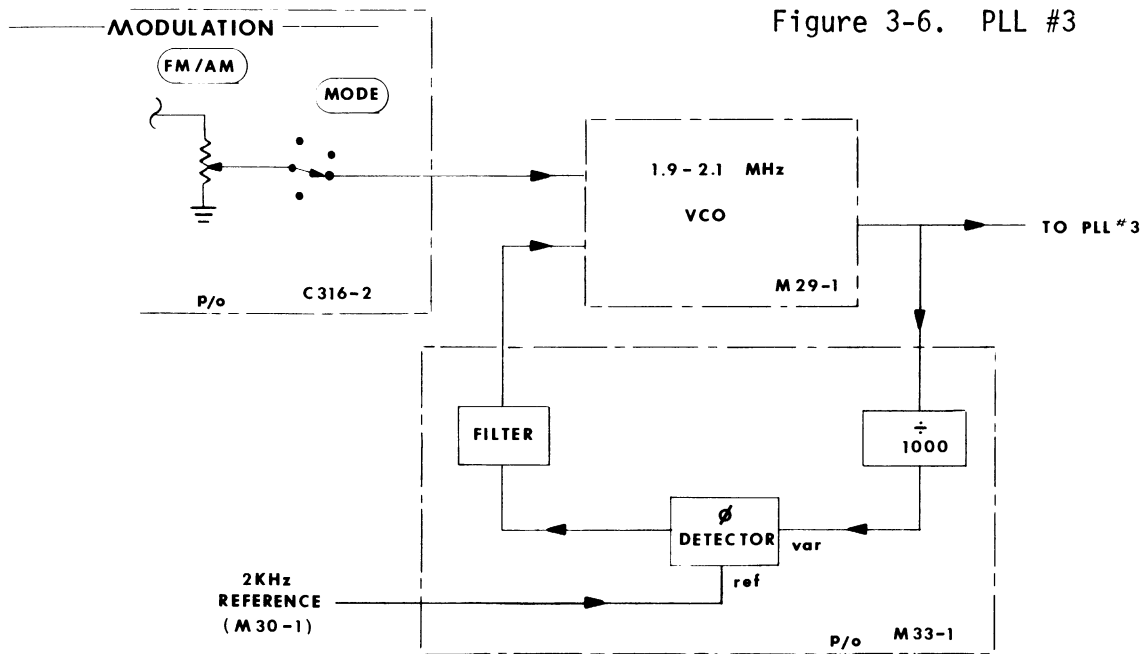 Figure 3-6. PLL #3
MODULATION
FM/AM
MODE
P/o C316-2
1.9-2.1 MHz
VCO
M29-1
TO PLL #3
FILTER
÷
1000
ø
DETECTOR
var
ref
2KHz
REFERENCE
(M30-1)
P/o M33-1